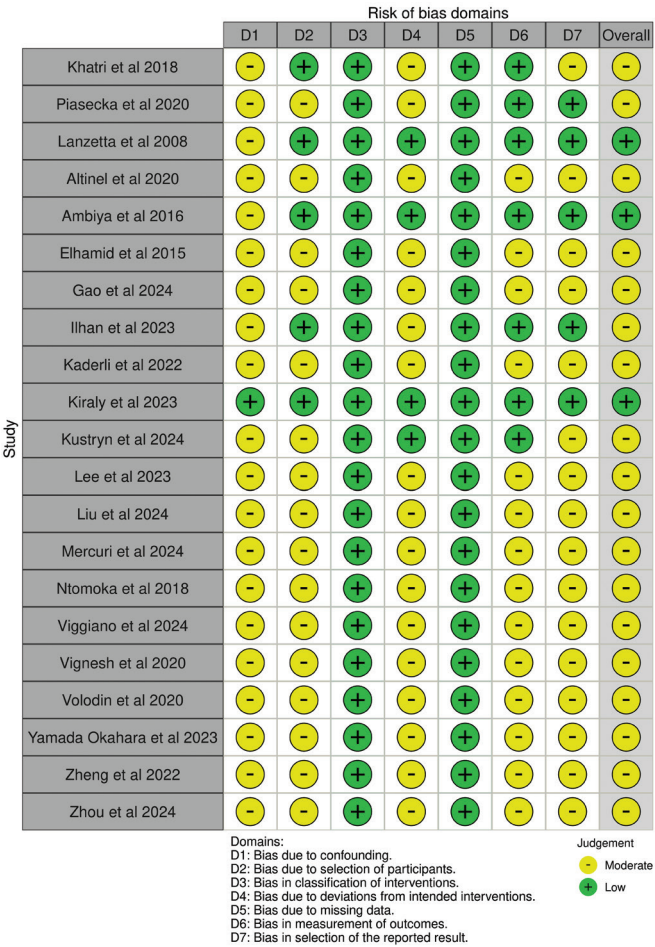 Risk of bias domains
D1 D2 D3 D4 D5 D6 D7 Overall
Study
Khatri et al 2018 - + + - + + - -
Piasecka et al 2020 - - + - + + + -
Lanzetta et al 2008 - + + + + + + +
Altinel et al 2020 - - + - + - - -
Ambiya et al 2016 - + + + + + + +
Elhamid et al 2015 - - + - + - - -
Gao et al 2024 - - + - + - - -
Ilhan et al 2023 - + + - + + + -
Kaderli et al 2022 - - + - + - - -
Kiraly et al 2023 + + + + + + + +
Kustryn et al 2024 - - + + + + - -
Lee et al 2023 - - + - + - - -
Liu et al 2024 - - + - + - - -
Mercuri et al 2024 - - + - + - - -
Ntomoka et al 2018 - - + - + - - -
Viggiano et al 2024 - - + - + - - -
Vignesh et al 2020 - - + - + - - -
Volodin et al 2020 - - + - + - - -
Yamada Okahara et al 2023 - - + - + - - -
Zheng et al 2022 - - + - + - - -
Zhou et al 2024 - - + - + - - -
Domains:
D1: Bias due to confounding.
D2: Bias due to selection of participants.
D3: Bias in classification of interventions.
D4: Bias due to deviations from intended interventions.
D5: Bias due to missing data.
D6: Bias in measurement of outcomes.
D7: Bias in selection of the reported result.
Judgement
- Moderate
+ Low